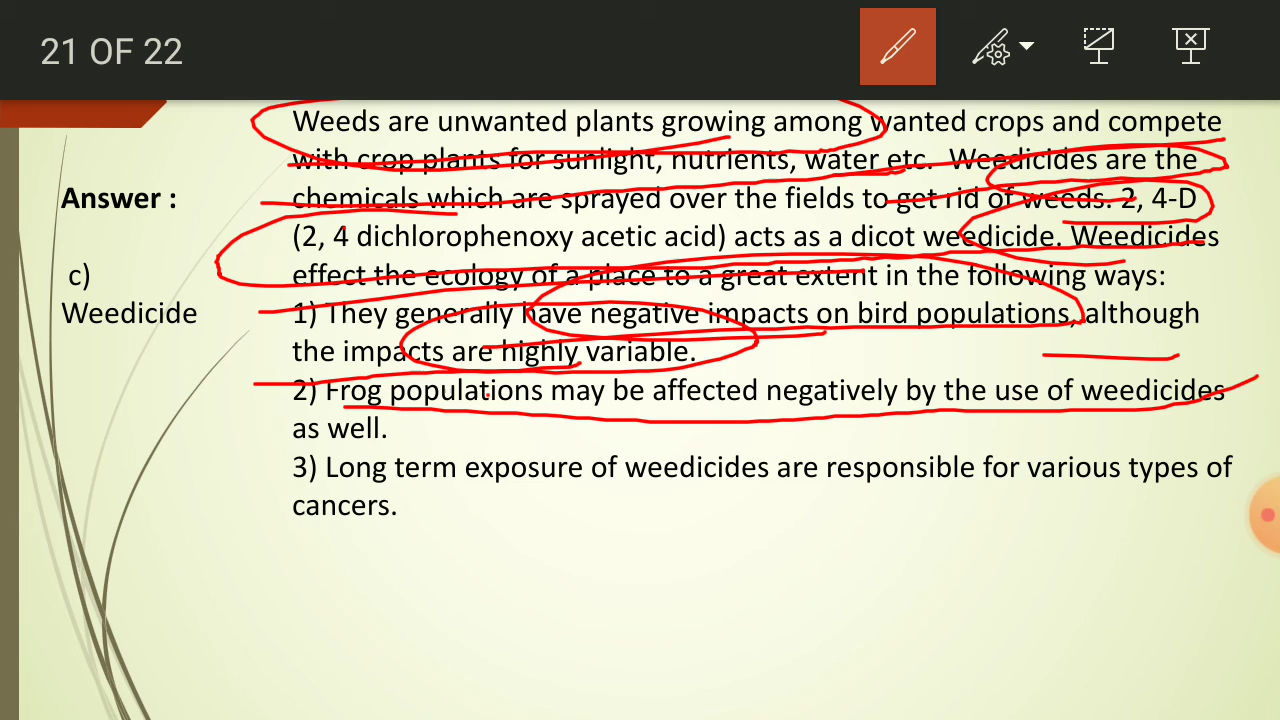 21 OF 22
Weeds are unwanted plants growing among wanted crops and compete
with crop plants for sunlight, nutrients, water etc. Weedicides are the
Answer :
chemicals which are sprayed over the fields to get rid of weeds. 2, 4-D
(2, 4 dichlorophenoxy acetic acid) acts as a dicot weedicide. Weedicides
c)
effect the ecology of a place to a great extent in the following ways:
Weedicide
1) They generally have negative impacts on bird populations, although
the impacts are highly variable.
2) Frog populations may be affected negatively by the use of weedicides
as well.
3) Long term exposure of weedicides are responsible for various types of
cancers.